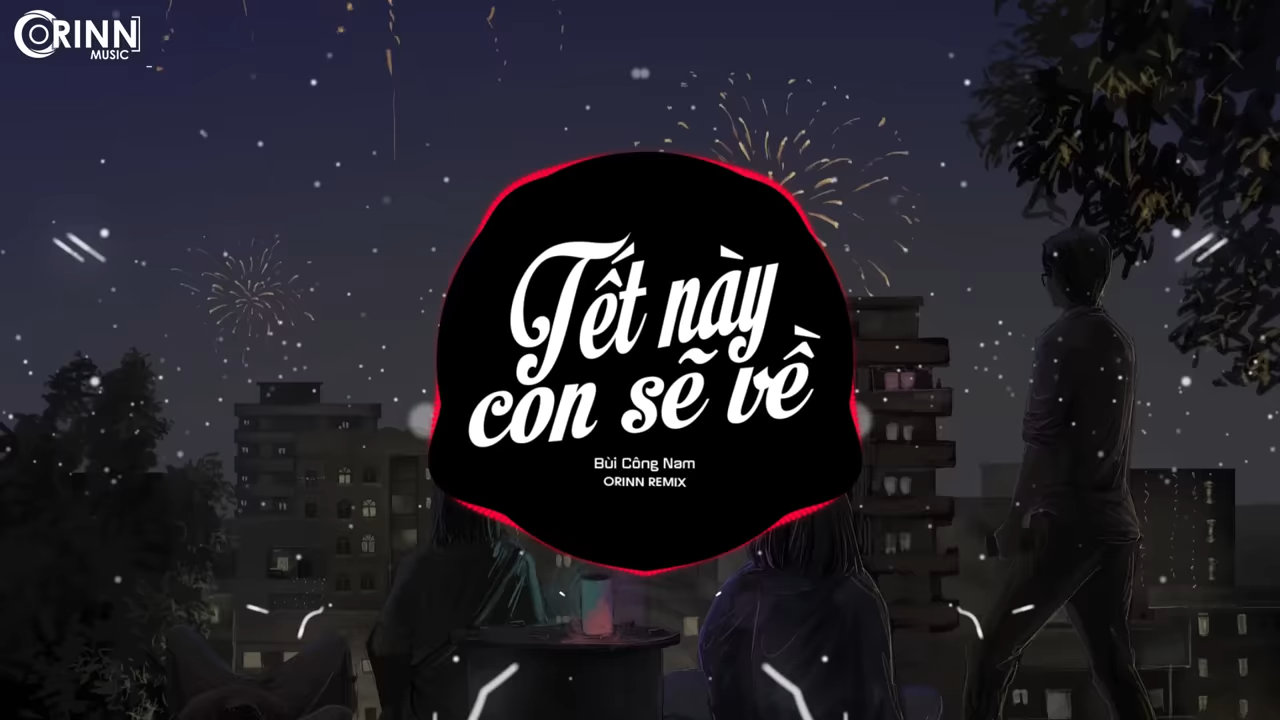 ORINN
MUSIC
Tết này
con sẽ về
Bùi Công Nam
ORINN REMIX